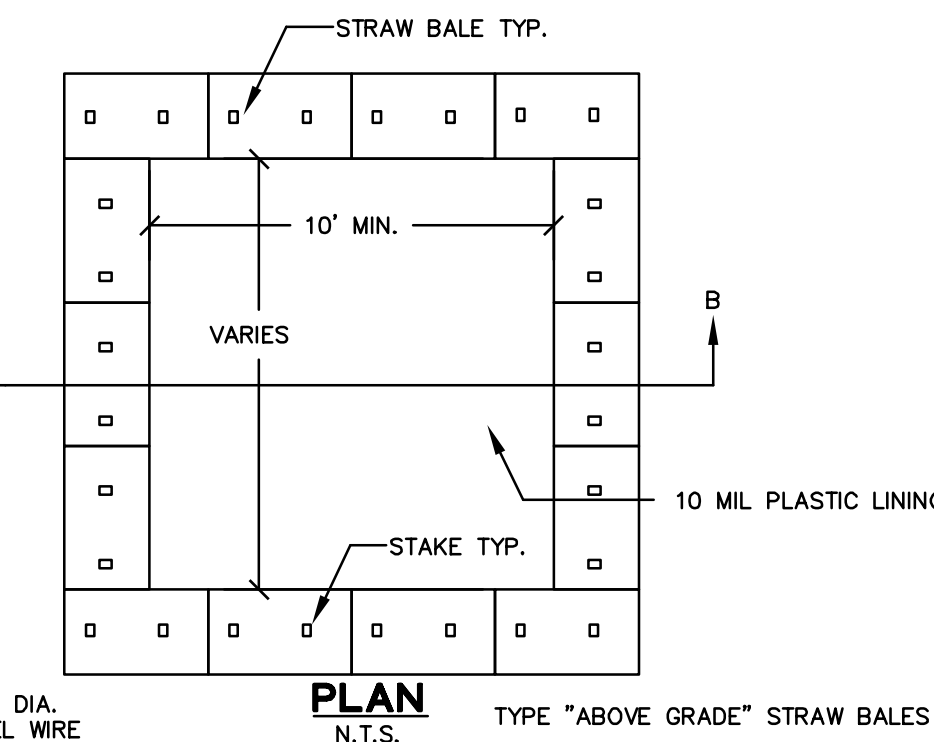 STRAW BALE TYP.
10' MIN.
B
VARIES
10 MIL PLASTIC LINING
STAKE TYP.
DIA.
EL WIRE
PLAN
N.T.S.
TYPE "ABOVE GRADE" STRAW BALES